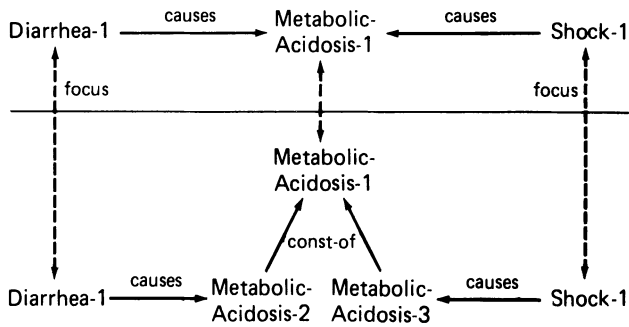 Diarrhea-1 causes Metabolic- causes Shock-1
Acidosis-1
focus focus
Metabolic-
Acidosis-1
const-of
Diarrhea-1 causes Metabolic- Metabolic- causes Shock-1
Acidosis-2 Acidosis-3